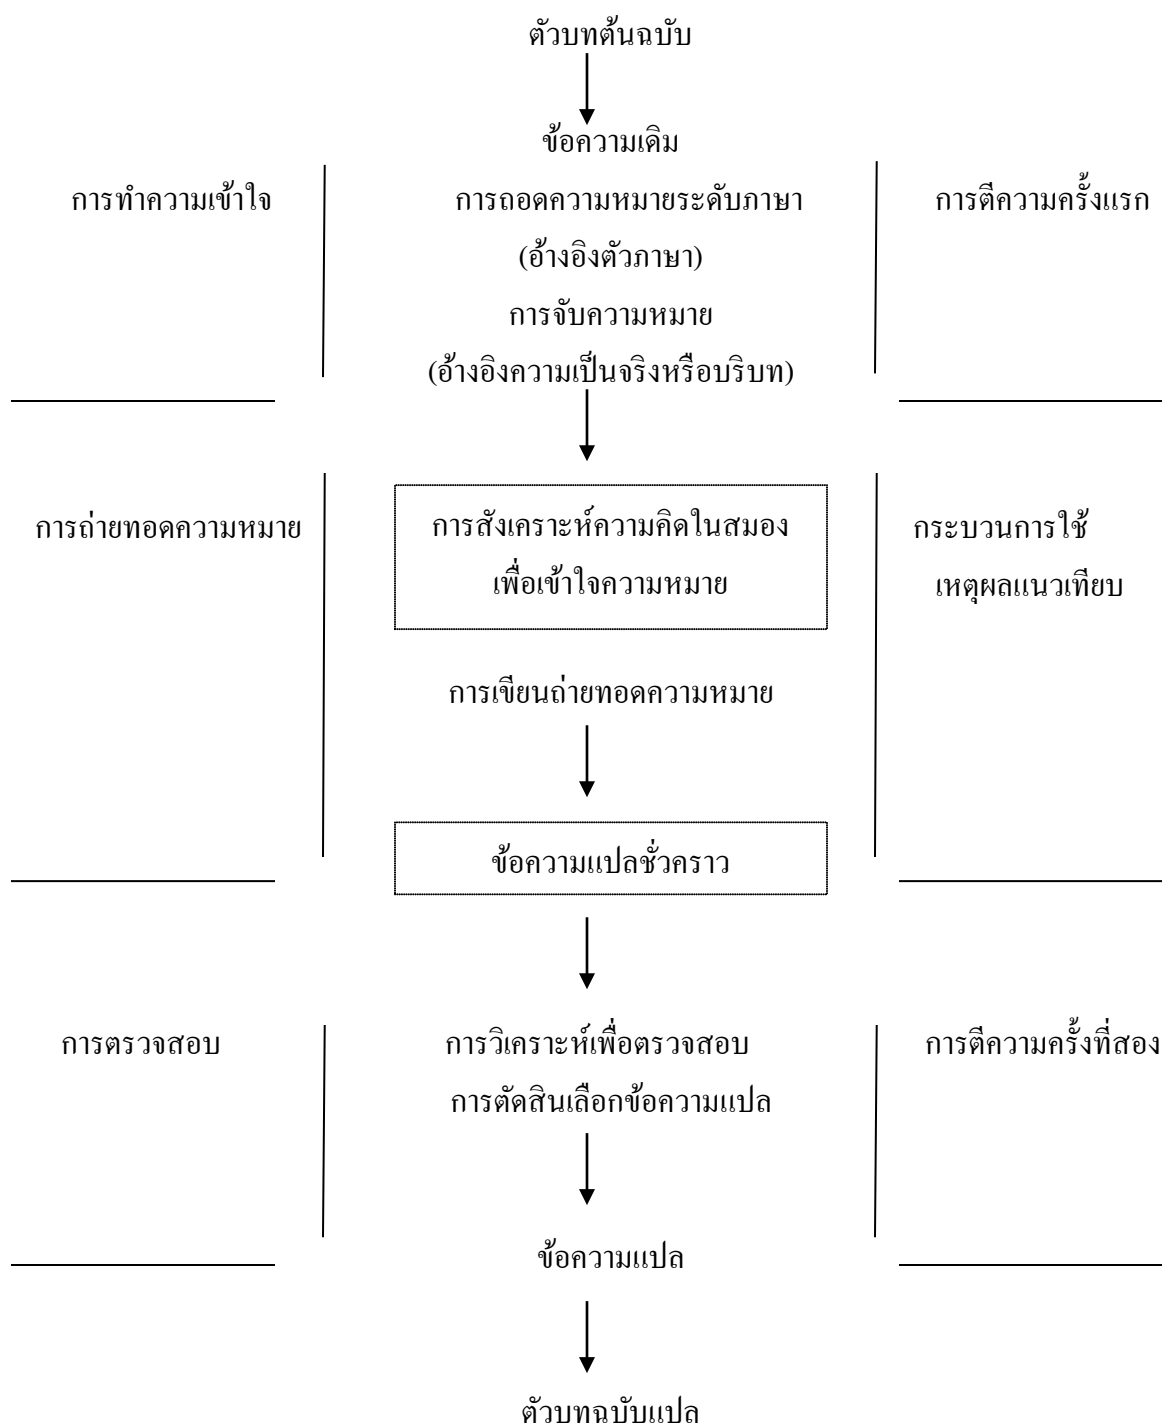 ตัวบทต้นฉบับ
ข้อความเดิม
การทำความเข้าใจ
การถอดความหมายระดับภาษา
การตีความครั้งแรก
(อ้างอิงตัวภาษา)
การจับความหมาย
(อ้างอิงความเป็นจริงหรือบริบท)
การถ่ายทอดความหมาย
การสังเคราะห์ความคิดในสมอง
เพื่อเข้าใจความหมาย
กระบวนการใช้
เหตุผลแนวเทียบ
การเขียนถ่ายทอดความหมาย
ข้อความแปลชั่วคราว
การตรวจสอบ
การวิเคราะห์เพื่อตรวจสอบ
การตีความครั้งที่สอง
การตัดสินเลือกข้อความแปล
ข้อความแปล
ตัวบทฉบับแปล